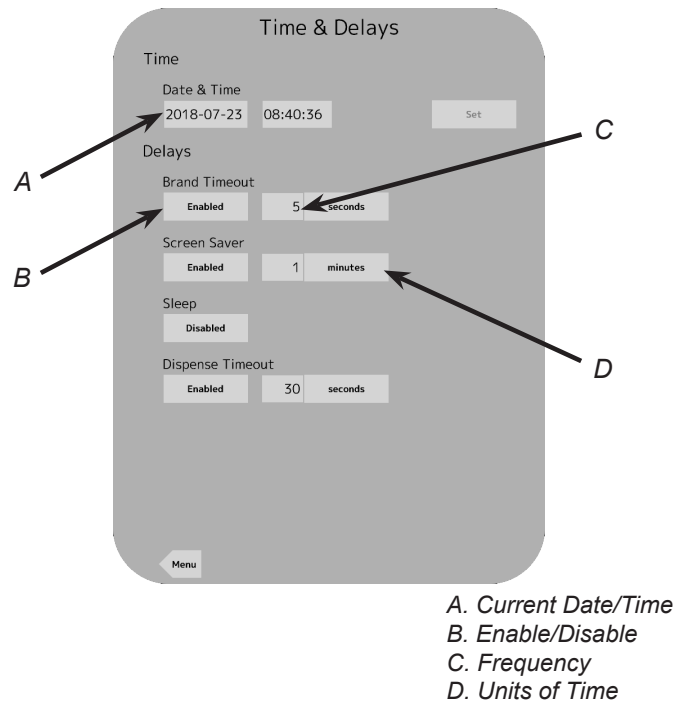 Time & Delays
Time
Date & Time
2018-07-23 08:40:36 Set
C
Delays
A
Brand Timeout
Enabled 5 seconds
Screen Saver
B
Enabled 1 minutes
Sleep
Disabled
Dispense Timeout
D
Enabled 30 seconds
Menu
A. Current Date/Time
B. Enable/Disable
C. Frequency
D. Units of Time